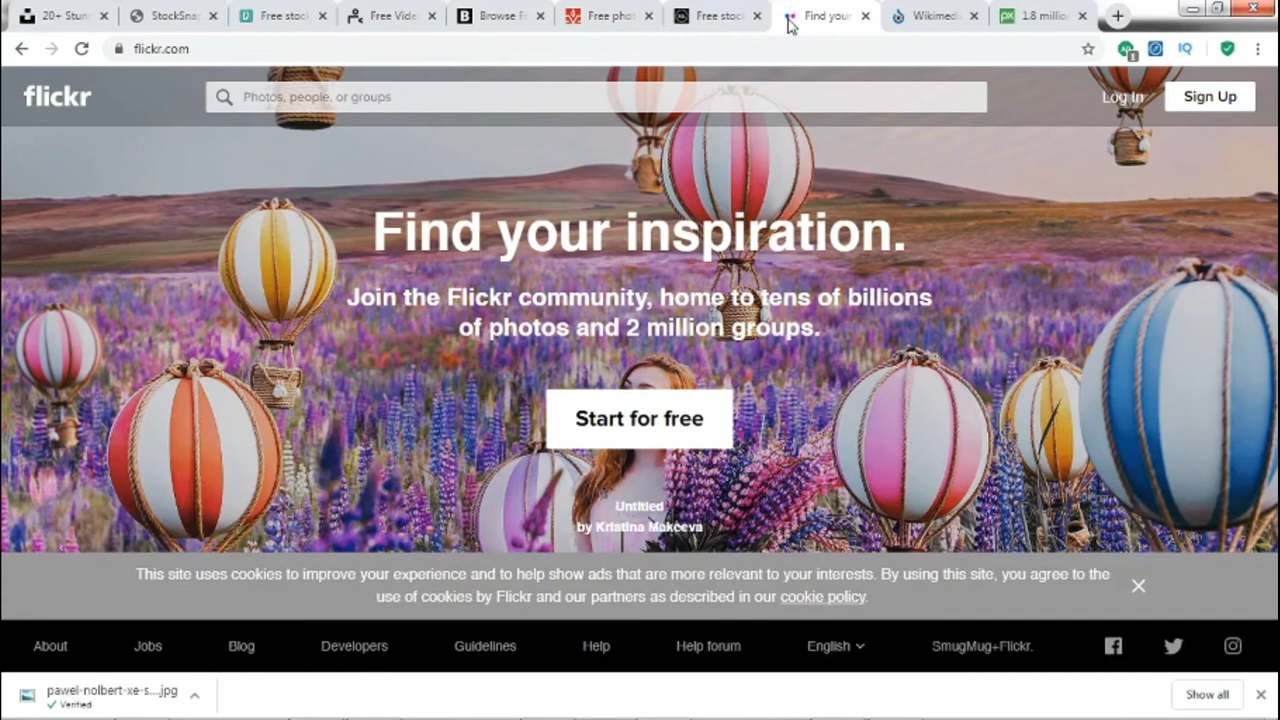 20+ Stun
StockSna
Free stoc
Free Vide
Browse Fr
Free phot
Free stoc
Find your
Wikimedi
1.8 millio
flickr.com
1
IQ
flickr
Photos, people, or groups
Log In
Sign Up
Find your inspiration.
Join the Flickr community, home to tens of billions
of photos and 2 million groups.
Start for free
Untitled
by Kristina Makeeva
This site uses cookies to improve your experience and to help show ads that are more relevant to your interests. By using this site, you agree to the
use of cookies by Flickr and our partners as described in our cookie policy.
About
Jobs
Blog
Developers
Guidelines
Help
Help forum
English
SmugMug+Flickr.
pawel-nolbert-xe-s....jpg
Verified
Show all